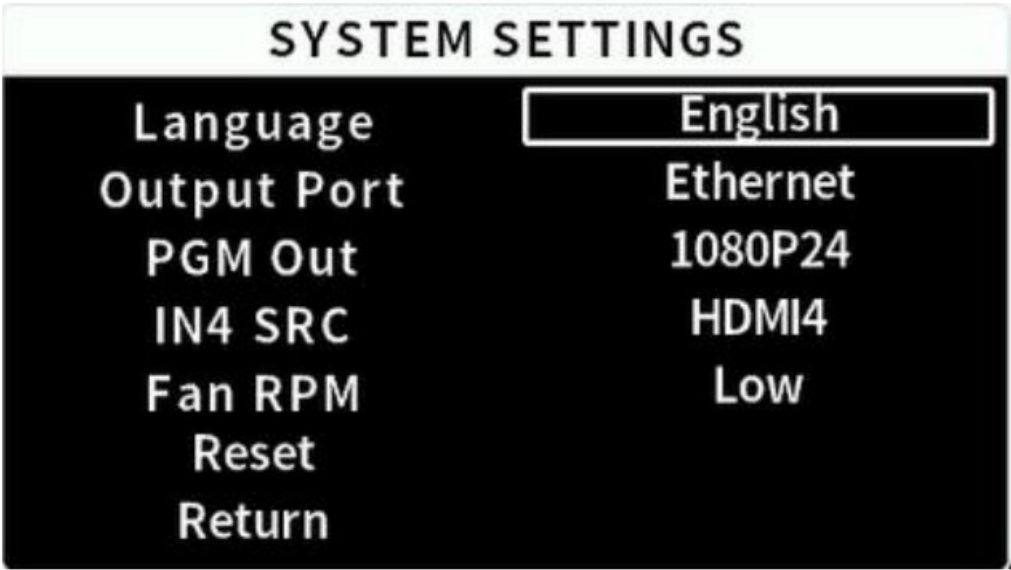 SYSTEM SETTINGS
Language English
Output Port Ethernet
PGM Out 1080P24
IN4 SRC HDMI4
Fan RPM Low
Reset
Return